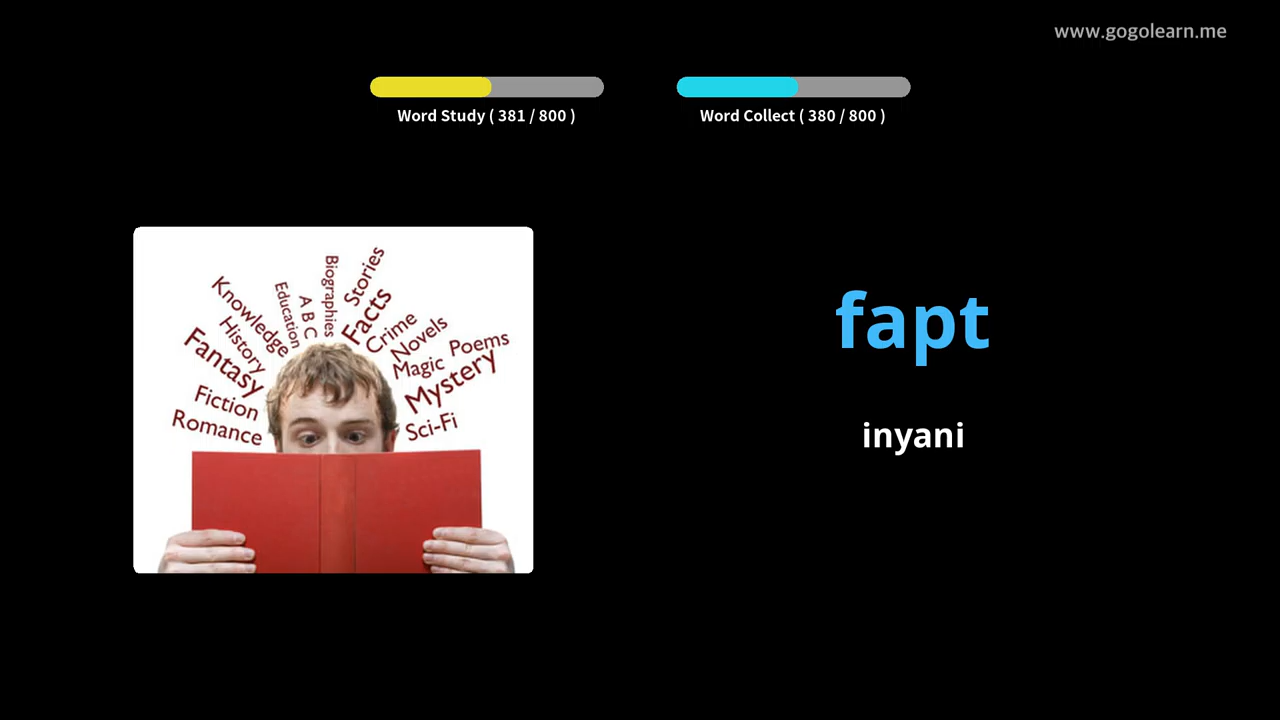 www.gogolearn.me
Word Study ( 381 / 800 )
Word Collect ( 380 / 800 )
Romance
Fiction
Fantasy
History
Knowledge
Education
A B C
Biographies
Stories
Facts
Crime
Novels
Magic
Poems
Mystery
Sci-Fi
fapt
inyani